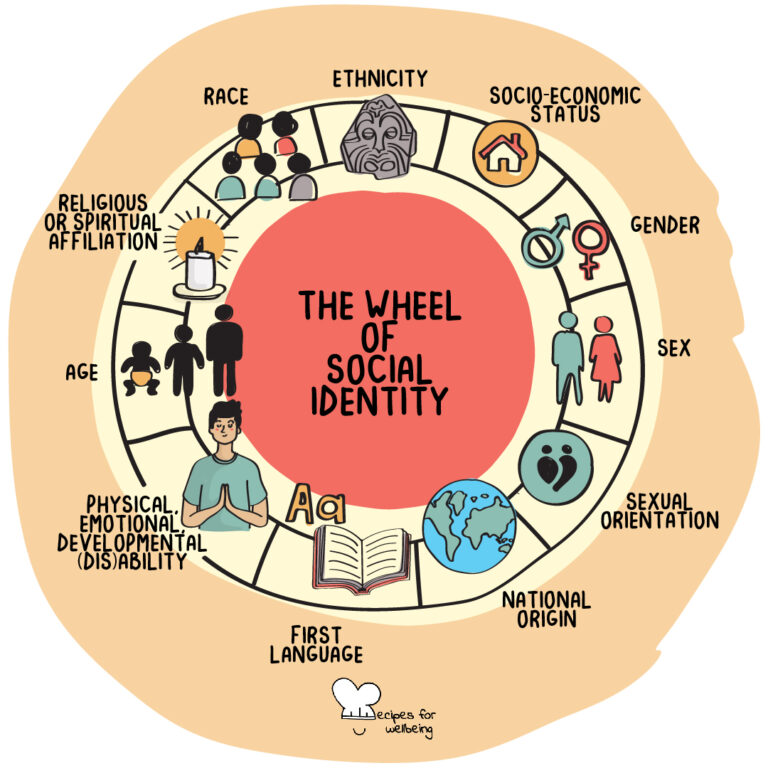 ETHNICITY
RACE
SOCIO-ECONOMIC
STATUS
RELIGIOUS
OR SPIRITUAL
AFFILIATION
GENDER
THE WHEEL
OF
SOCIAL
IDENTITY
SEX
AGE
PHYSICAL,
EMOTIONAL,
DEVELOPMENTAL
(DIS)ABILITY
Aa
SEXUAL
ORIENTATION
NATIONAL
ORIGIN
FIRST
LANGUAGE
Recipes for
wellbeing